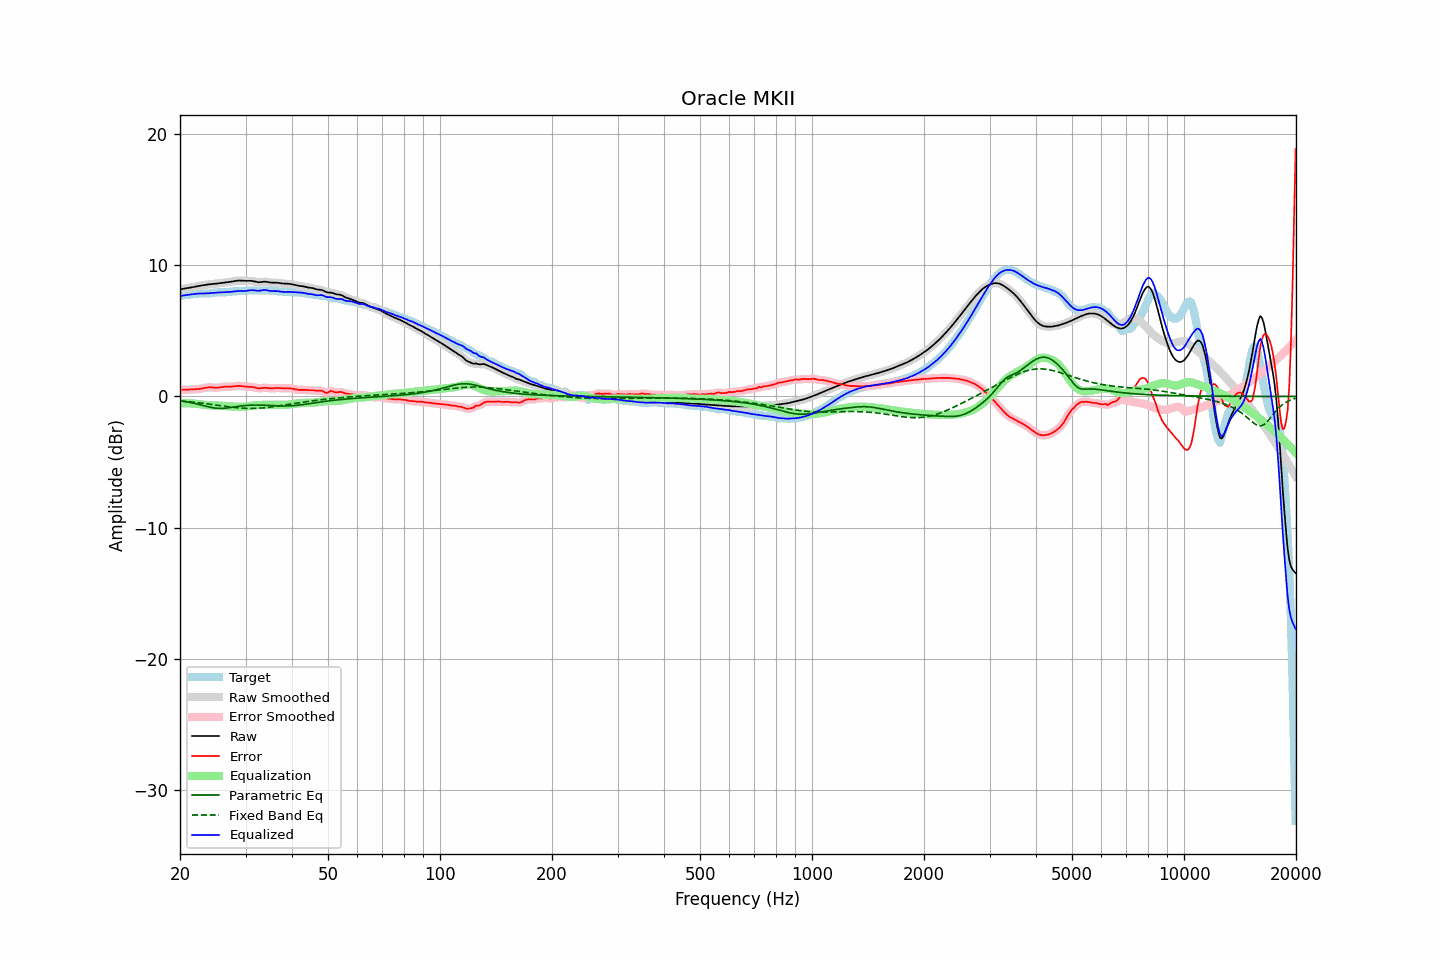 Oracle MKII
20
10
0
−10
−20
−30
Amplitude (dBr)
Target
Raw Smoothed
Error Smoothed
Raw
Error
Equalization
Parametric Eq
Fixed Band Eq
Equalized
20 50 100 200 500 1000 2000 5000 10000 20000
Frequency (Hz)